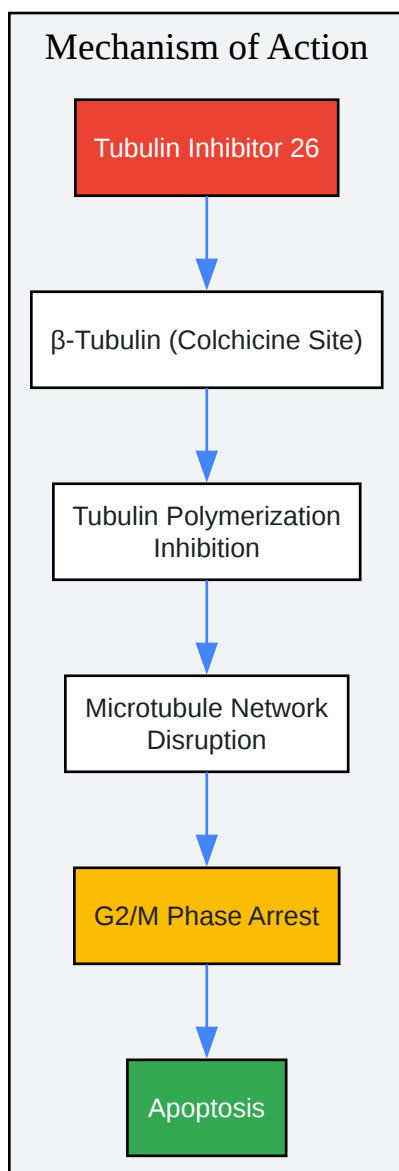 Mechanism of Action
Tubulin Inhibitor 26
β-Tubulin (Colchicine Site)
Tubulin Polymerization
Inhibition
Microtubule Network
Disruption
G2/M Phase Arrest
Apoptosis